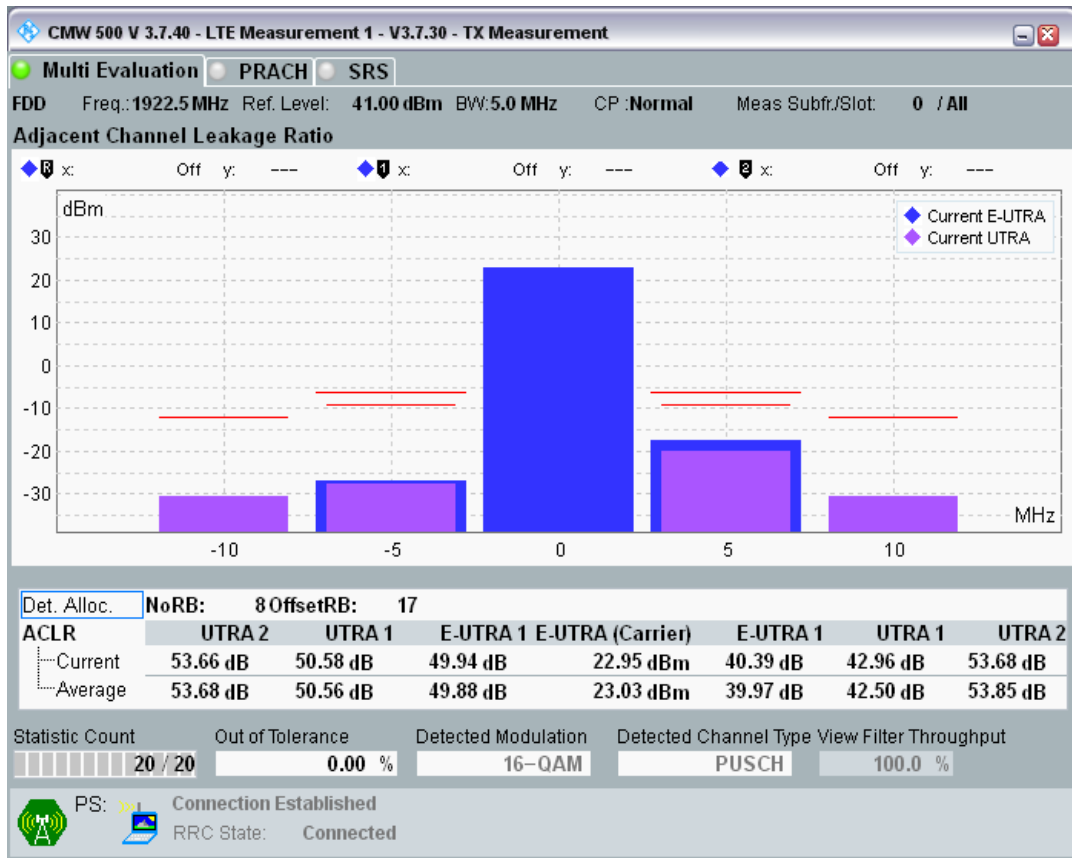 CMW 500 V 3.7.40 - LTE Measurement 1 - V3.7.30 - TX Measurement
Multi Evaluation PRACH SRS
FDD Freq.:1922.5 MHz Ref. Level: 41.00 dBm BW:5.0 MHz CP :Normal Meas Subfr./Slot: 0 / All
Adjacent Channel Leakage Ratio
R x: Off y: --- 1 x: Off y: --- 2 x: Off y: ---
dBm
Current E-UTRA
Current UTRA
30
20
10
0
-10
-20
-30
MHz
-10 -5 0 5 10
Det. Alloc. NoRB: 8 OffsetRB: 17
ACLR UTRA 2 UTRA 1 E-UTRA 1 E-UTRA (Carrier) E-UTRA 1 UTRA 1 UTRA 2
Current 53.66 dB 50.58 dB 49.94 dB 22.95 dBm 40.39 dB 42.96 dB 53.68 dB
Average 53.68 dB 50.56 dB 49.88 dB 23.03 dBm 39.97 dB 42.50 dB 53.85 dB
Statistic Count Out of Tolerance Detected Modulation Detected Channel Type View Filter Throughput
20 / 20 0.00 % 16-QAM PUSCH 100.0 %
PS: Connection Established
RRC State: Connected